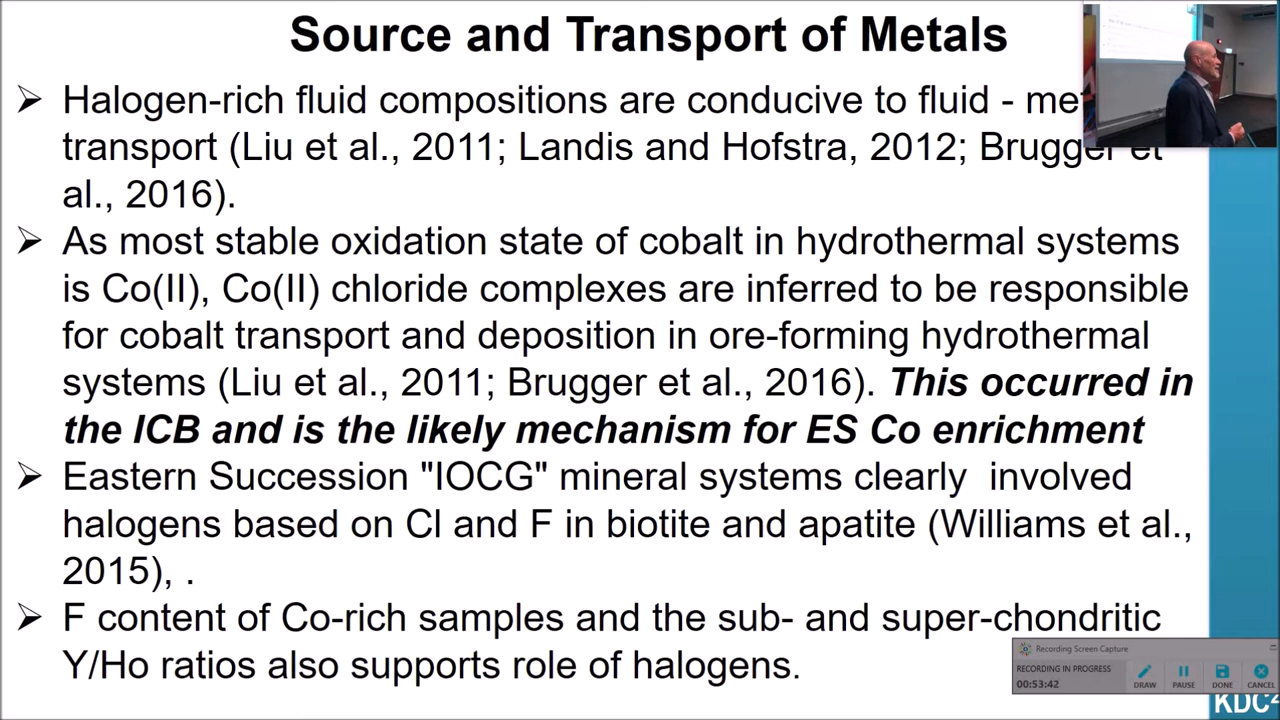 Source and Transport of Metals
➢ Halogen-rich fluid compositions are conducive to fluid - me
transport (Liu et al., 2011; Landis and Hofstra, 2012; Brugger et
al., 2016).
➢ As most stable oxidation state of cobalt in hydrothermal systems
is Co(II), Co(II) chloride complexes are inferred to be responsible
for cobalt transport and deposition in ore-forming hydrothermal
systems (Liu et al., 2011; Brugger et al., 2016). This occurred in
the ICB and is the likely mechanism for ES Co enrichment
➢ Eastern Succession "IOCG" mineral systems clearly  involved
halogens based on Cl and F in biotite and apatite (Williams et al.,
2015), .
➢ F content of Co-rich samples and the sub- and super-chondritic
Y/Ho ratios also supports role of halogens.
Recording Screen Capture
RECORDING IN PROGRESS
00:53:42
DRAW PAUSE DONE CANCEL
KDC²